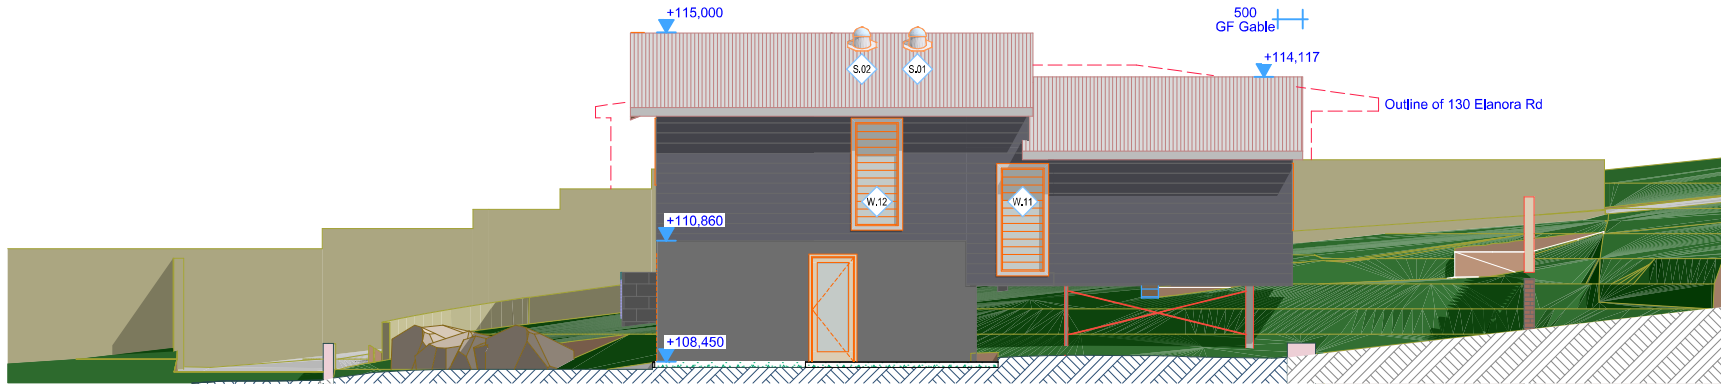 +115,000
500
GF Gable
+114,117
S.02
S.01
Outline of 130 Elanora Rd
W.12
W.11
+110,860
+108,450